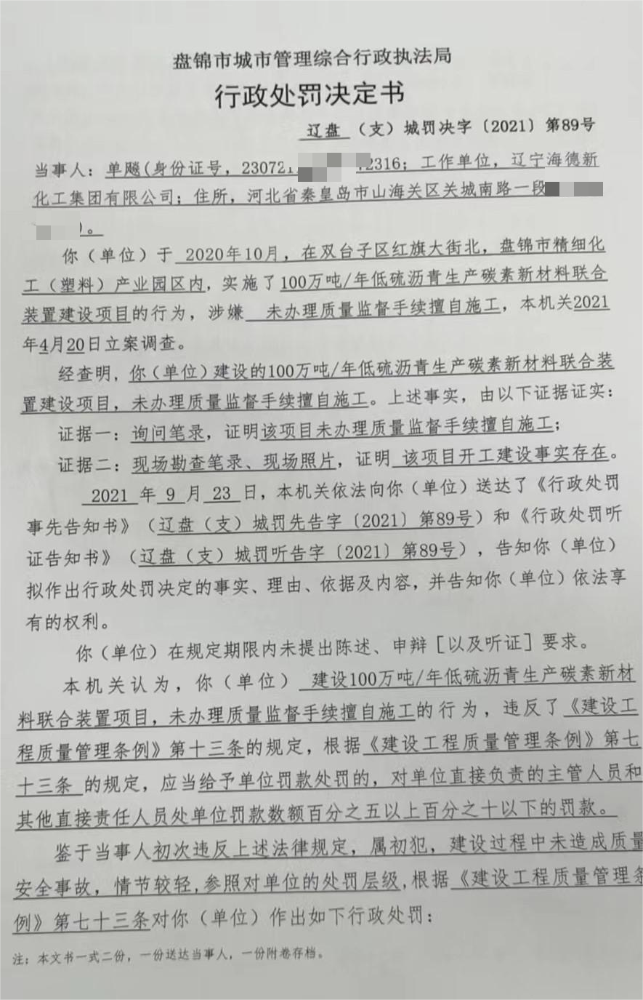 盘锦市城市管理综合行政执法局
行政处罚决定书
辽盘 （支）城罚决字〔2021〕第89号
当事人：单飚(身份证号，230721 2316；工作单位，辽宁海德新
化工集团有限公司；住所，河北省秦皇岛市山海关区关城南路一段
)。
你（单位）于 2020年10月，在双台子区红旗大街北，盘锦市精细化
工（塑料）产业园区内，实施了100万吨/年低硫沥青生产碳素新材料联合
装置建设项目的行为，涉嫌 未办理质量监督手续擅自施工，本机关2021
年4月20日立案调查。
经查明，你（单位）建设的100万吨/年低硫沥青生产碳素新材料联合装
置建设项目，未办理质量监督手续擅自施工。上述事实，由以下证据证实：
证据一：询问笔录，证明该项目未办理质量监督手续擅自施工；
证据二：现场勘查笔录、现场照片，证明 该项目开工建设事实存在。
2021 年 9 月 23 日，本机关依法向你（单位）送达了《行政处罚
事先告知书》（辽盘（支）城罚先告字〔2021〕第89号）和《行政处罚听
证告知书》（辽盘（支）城罚听告字〔2021〕第89号），告知你（单位）
拟作出行政处罚决定的事实、理由、依据及内容，并告知你（单位）依法享
有的权利。
你（单位）在规定期限内未提出陈述、申辩［以及听证］要求。
本机关认为，你（单位） 建设100万吨/年低硫沥青生产碳素新材
料联合装置项目，未办理质量监督手续擅自施工的行为，违反了《建设工
程质量管理条例》第十三条的规定，根据《建设工程质量管理条例》第七
十三条 的规定，应当给予单位罚款处罚的，对单位直接负责的主管人员和
其他直接责任人员处单位罚款数额百分之五以上百分之十以下的罚款。
鉴于当事人初次违反上述法律规定，属初犯，建设过程中未造成质量
安全事故，情节较轻,参照对单位的处罚层级,根据《建设工程质量管理条
例》第七十三条对你（单位）作出如下行政处罚：
注：本文书一式二份，一份送达当事人，一份附卷存档。